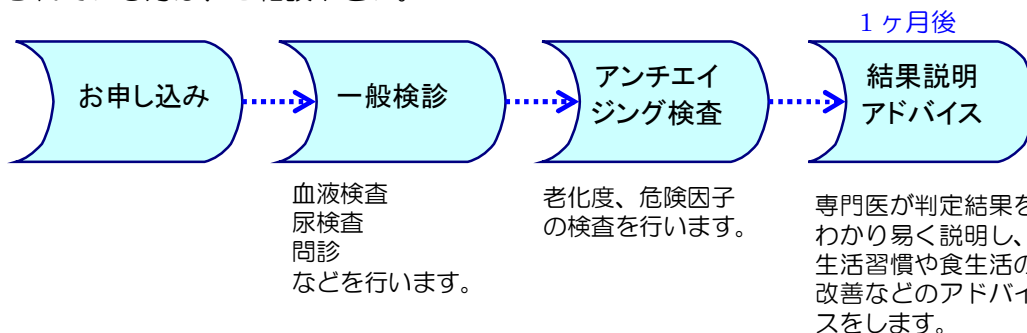 １ヶ月後
お申し込み
一般検診
アンチエイ
ジング検査
結果説明
アドバイス
血液検査
尿検査
問診
などを行います。
老化度、危険因子
の検査を行います。
専門医が判定結果を
わかり易く説明し、
生活習慣や食生活の
改善などのアドバイ
スをします。